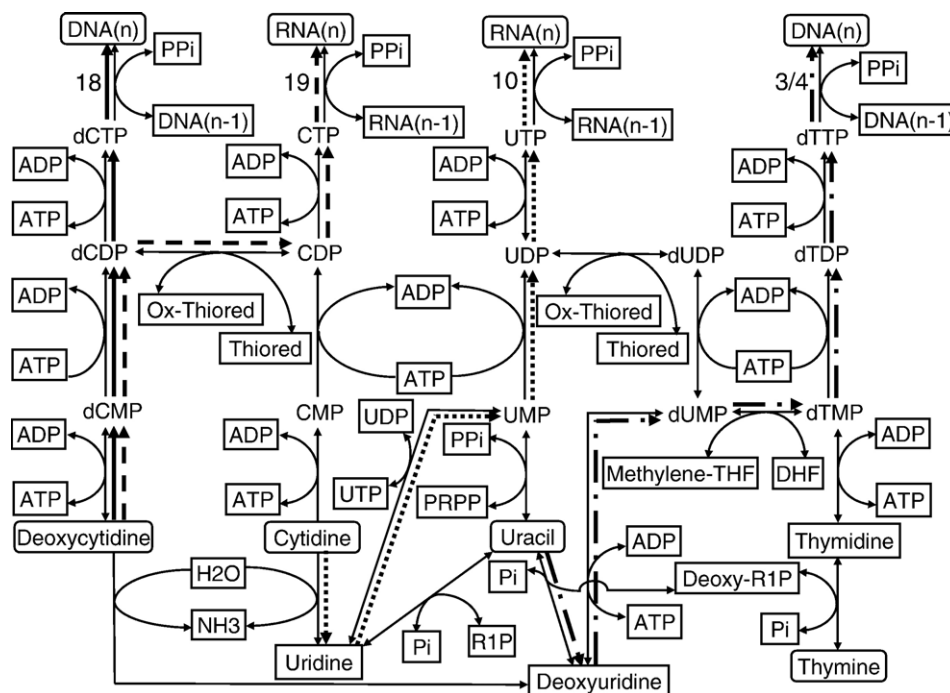 DNA(n) RNA(n) RNA(n) DNA(n)
PPi PPi PPi PPi
18 19 10 3/4
DNA(n-1) RNA(n-1) RNA(n-1) DNA(n-1)
dCTP CTP UTP dTTP
ADP ADP ADP ADP
ATP ATP ATP ATP
dCDP CDP UDP dUDP dTDP
ADP ADP ADP
Ox-Thiored Ox-Thiored
Thiored Thiored
ATP ATP ATP
dCMP CMP UDP UMP dUMP dTMP
ADP ADP PPi ADP
Methylene-THF DHF
ATP ATP UTP PRPP ATP
Deoxycytidine Cytidine Uracil Thymidine
ADP
H2O Pi Deoxy-R1P
NH3 ATP
Pi R1P Pi
Uridine Thymine
Deoxyuridine